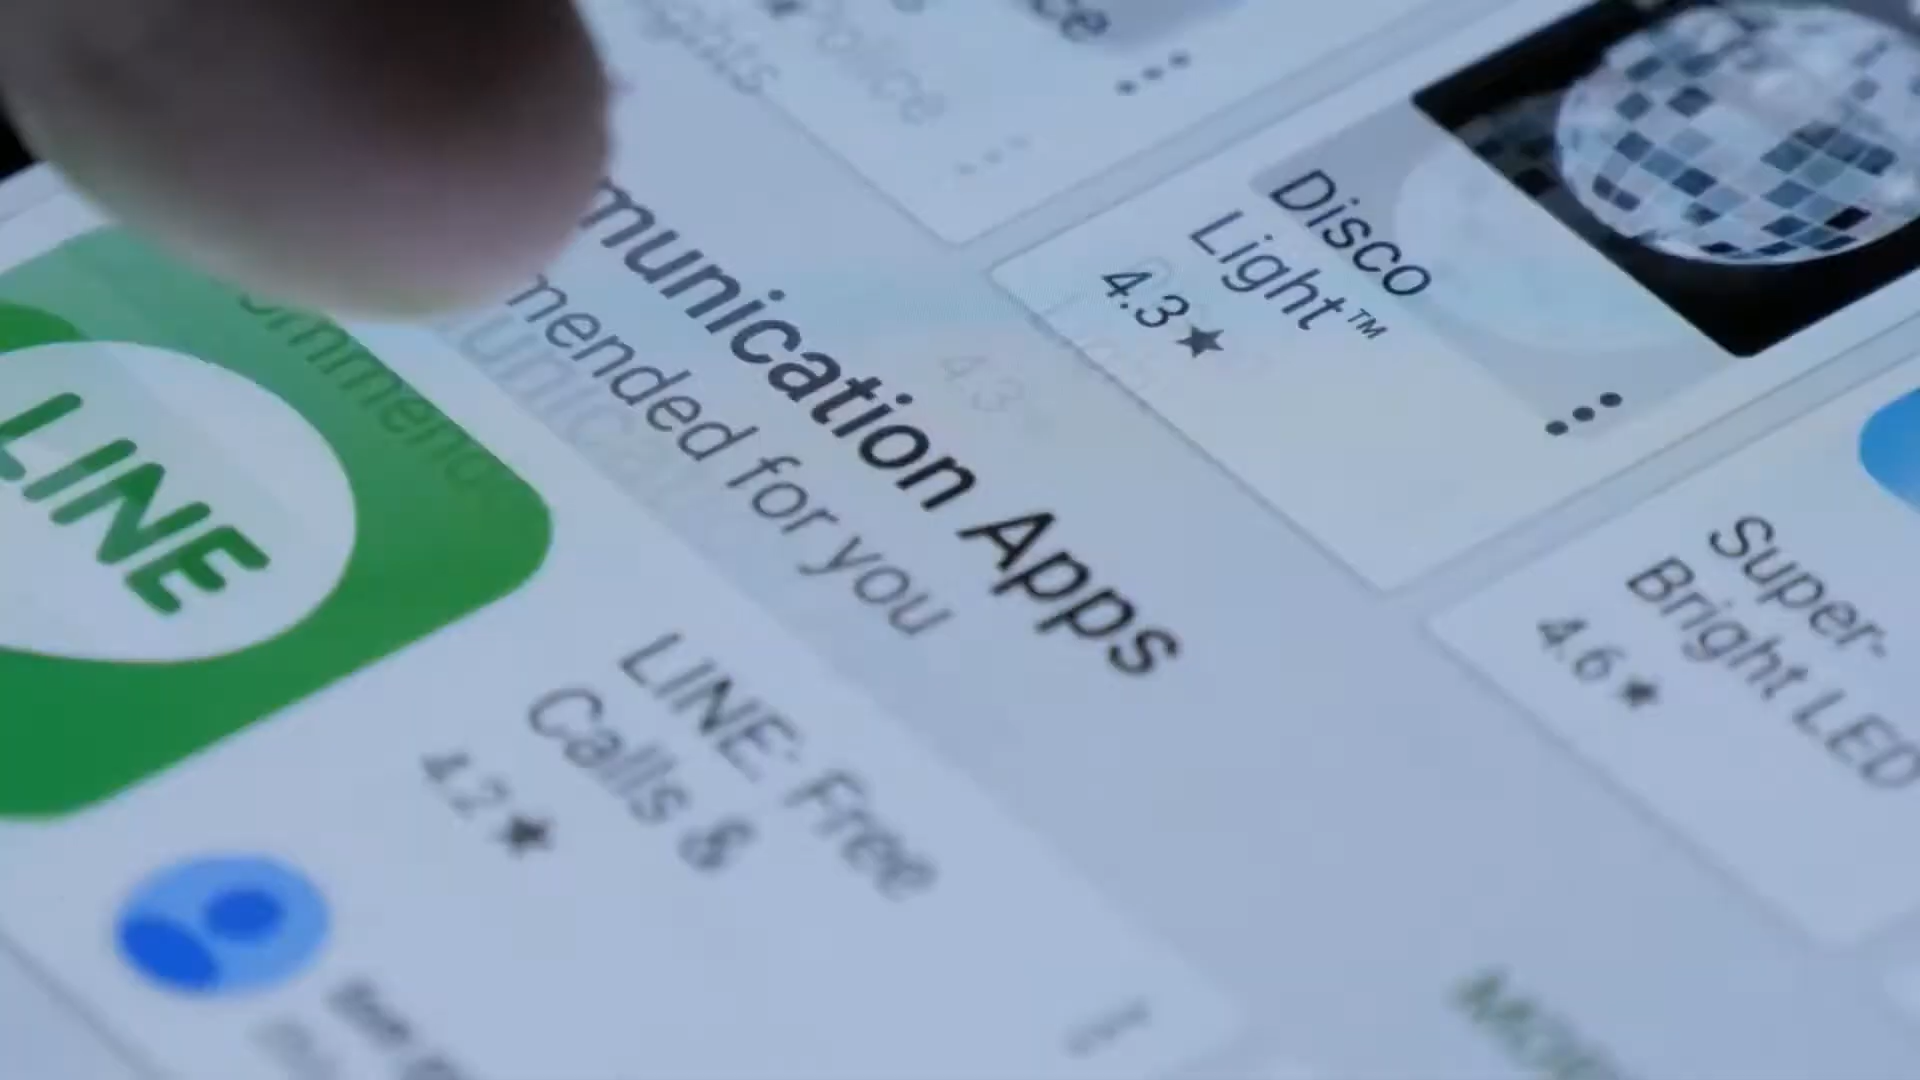 Disco
Light™
4.3★
Super-
Bright LED
4.6★
munication Apps
mended for you
LINE
LINE: Free
Calls &
4.2★